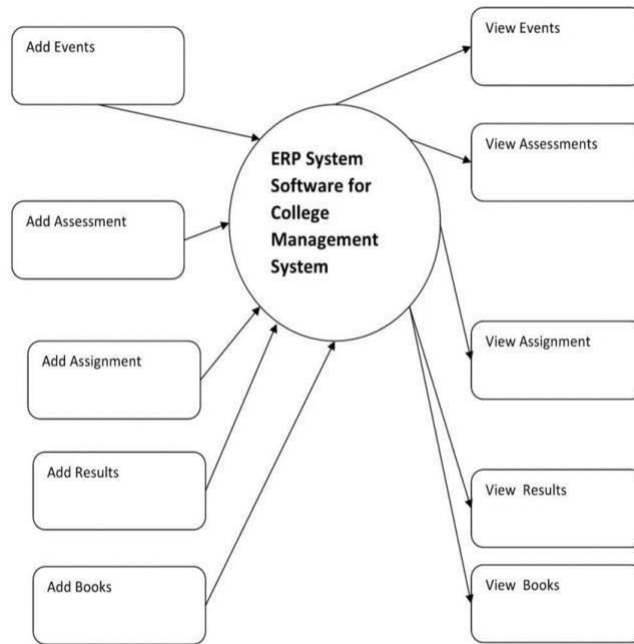 Add Events
Add Assessment
Add Assignment
Add Results
Add Books
ERP System
Software for
College
Management
System
View Events
View Assessments
View Assignment
View  Results
View  Books